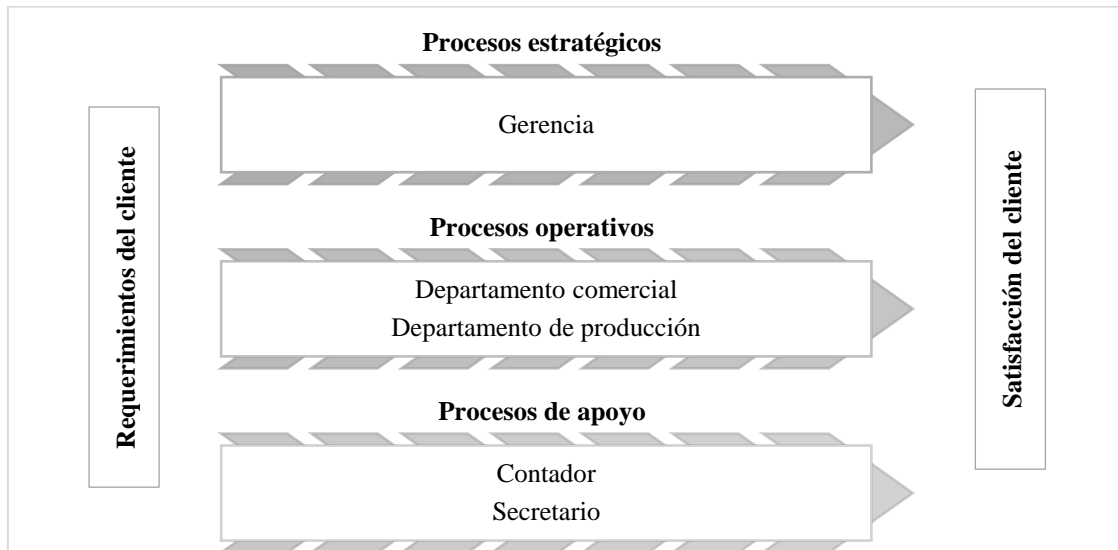 Procesos estratégicos
Gerencia
Requerimientos del cliente
Satisfacción del cliente
Procesos operativos
Departamento comercial
Departamento de producción
Procesos de apoyo
Contador
Secretario